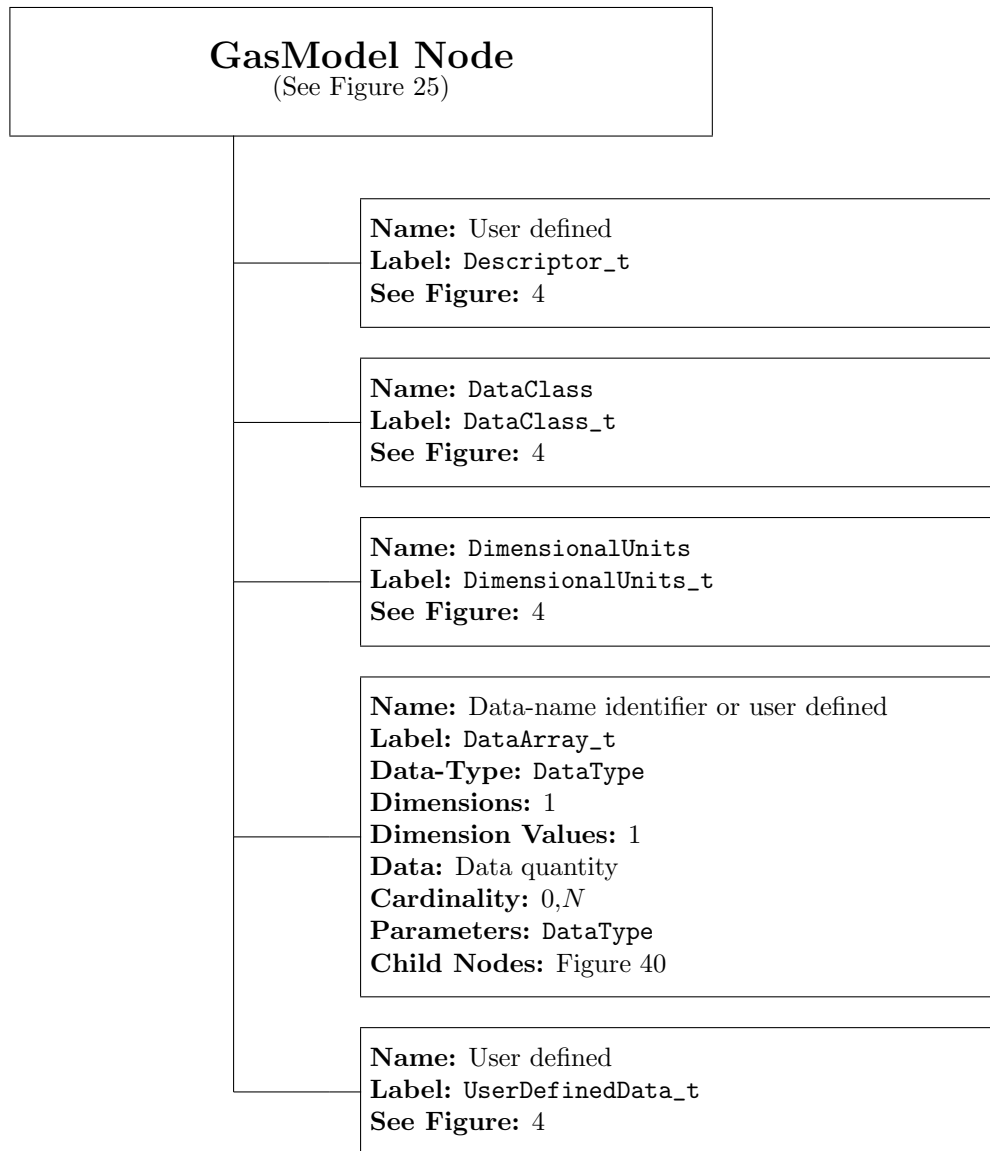 GasModel Node
(See Figure 25)
Name: User defined
Label: Descriptor_t
See Figure: 4
Name: DataClass
Label: DataClass_t
See Figure: 4
Name: DimensionalUnits
Label: DimensionalUnits_t
See Figure: 4
Name: Data-name identifier or user defined
Label: DataArray_t
Data-Type: DataType
Dimensions: 1
Dimension Values: 1
Data: Data quantity
Cardinality: 0,N
Parameters: DataType
Child Nodes: Figure 40
Name: User defined
Label: UserDefinedData_t
See Figure: 4